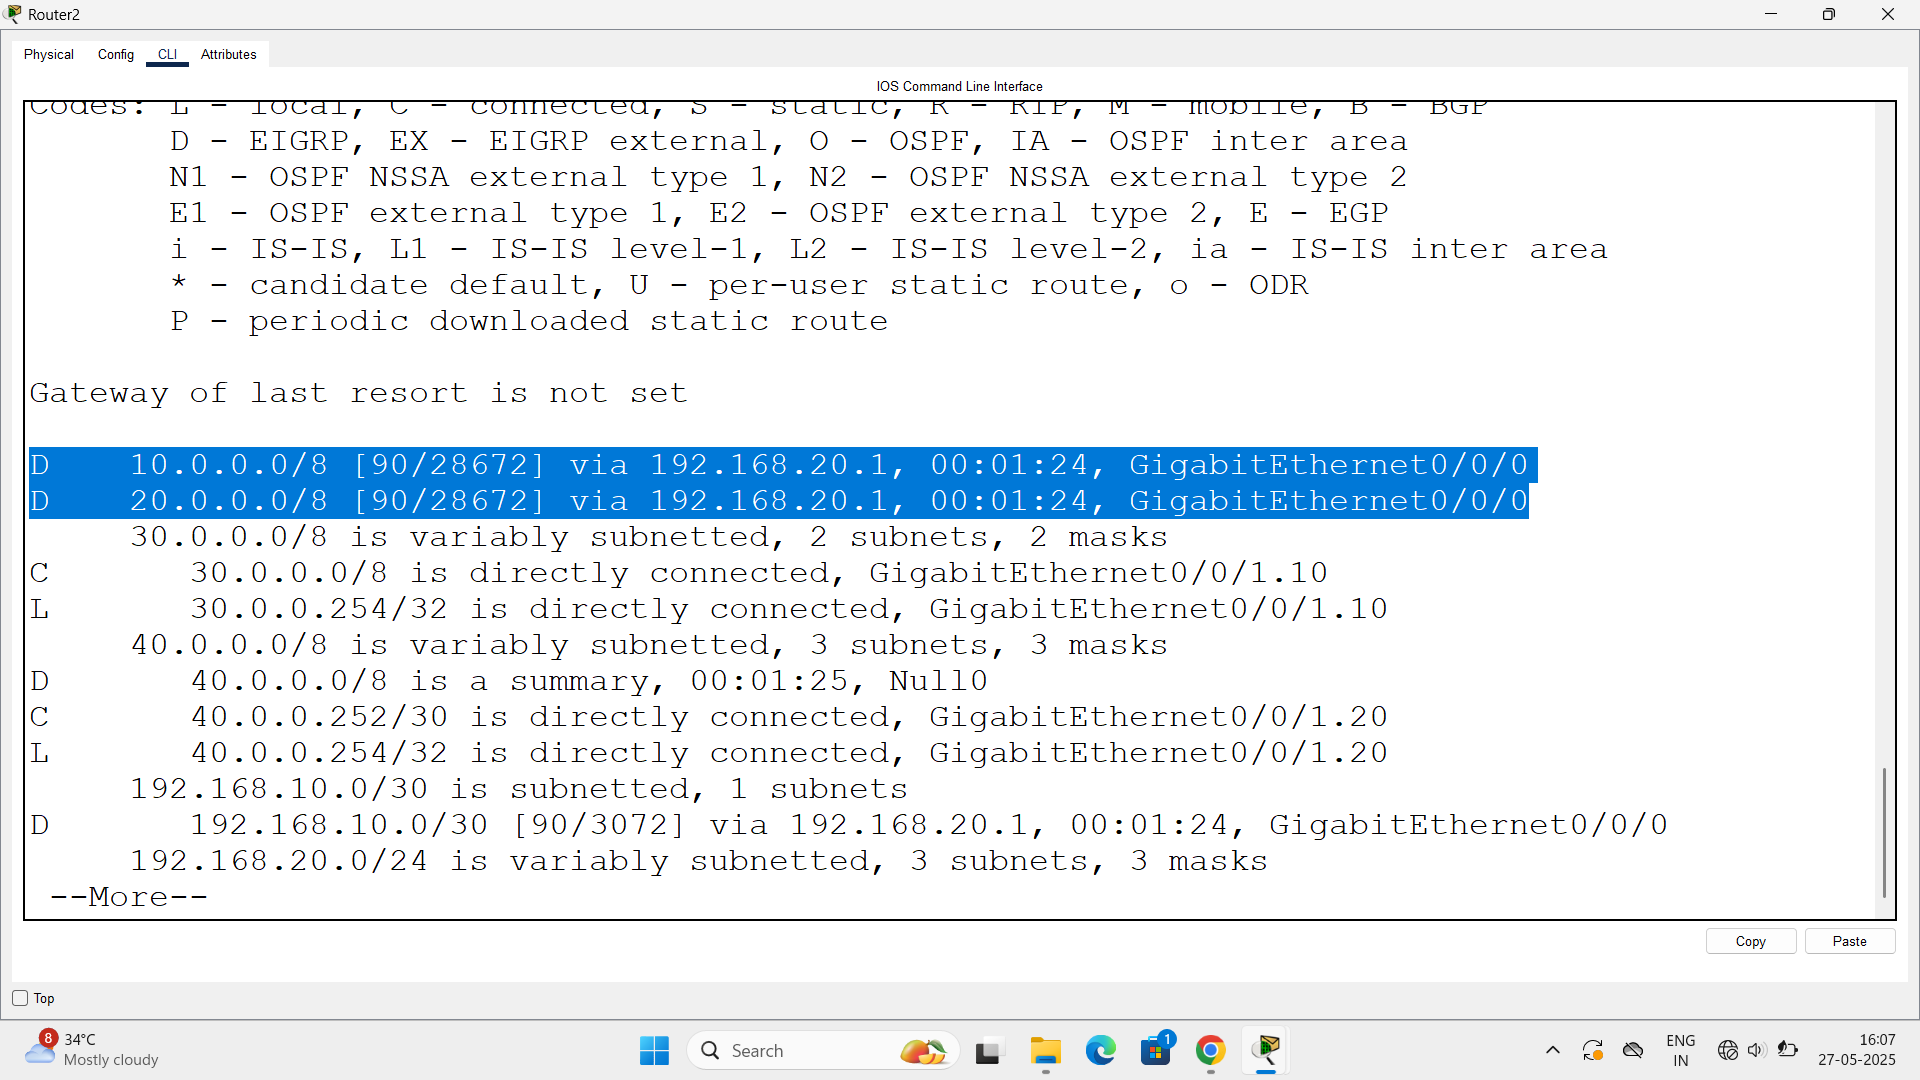 Router2
Physical Config CLI Attributes
IOS Command Line Interface
Codes: L - local, C - connected, S - static, R - RIP, M - mobile, B - BGP
D - EIGRP, EX - EIGRP external, O - OSPF, IA - OSPF inter area
N1 - OSPF NSSA external type 1, N2 - OSPF NSSA external type 2
E1 - OSPF external type 1, E2 - OSPF external type 2, E - EGP
i - IS-IS, L1 - IS-IS level-1, L2 - IS-IS level-2, ia - IS-IS inter area
* - candidate default, U - per-user static route, o - ODR
P - periodic downloaded static route
Gateway of last resort is not set
D 10.0.0.0/8 [90/28672] via 192.168.20.1, 00:01:24, GigabitEthernet0/0/0
D 20.0.0.0/8 [90/28672] via 192.168.20.1, 00:01:24, GigabitEthernet0/0/0
30.0.0.0/8 is variably subnetted, 2 subnets, 2 masks
C 30.0.0.0/8 is directly connected, GigabitEthernet0/0/1.10
L 30.0.0.254/32 is directly connected, GigabitEthernet0/0/1.10
40.0.0.0/8 is variably subnetted, 3 subnets, 3 masks
D 40.0.0.0/8 is a summary, 00:01:25, Null0
C 40.0.0.252/30 is directly connected, GigabitEthernet0/0/1.20
L 40.0.0.254/32 is directly connected, GigabitEthernet0/0/1.20
192.168.10.0/30 is subnetted, 1 subnets
D 192.168.10.0/30 [90/3072] via 192.168.20.1, 00:01:24, GigabitEthernet0/0/0
192.168.20.0/24 is variably subnetted, 3 subnets, 3 masks
--More--
Copy Paste
Top
8 34°C
Mostly cloudy
Search
1
ENG
IN
16:07
27-05-2025